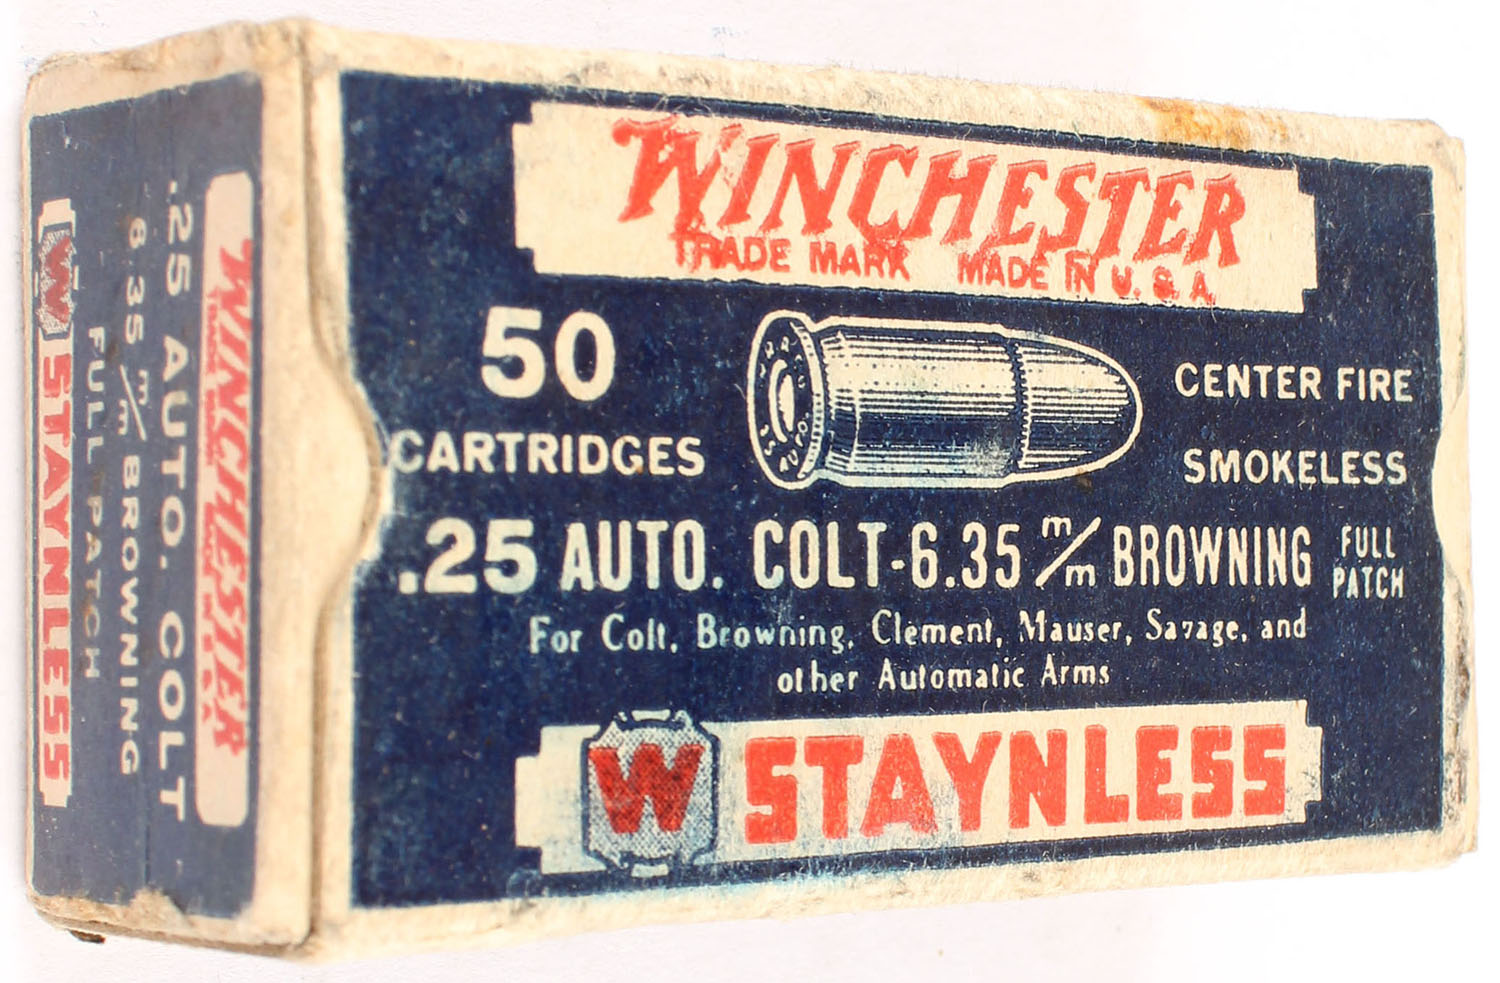 WINCHESTER
TRADE MARK MADE IN U.S.A.
50
CARTRIDGES
CENTER FIRE
SMOKELESS
.25 AUTO. COLT-6.35 m/m BROWNING FULL PATCH
For Colt, Browning, Clement, Mauser, Savage, and
other Automatic Arms
W STAYNLESS
WINCHESTER
.25 AUTO. COLT
6.35 m/m BROWNING
FULL PATCH
W STAYNLESS